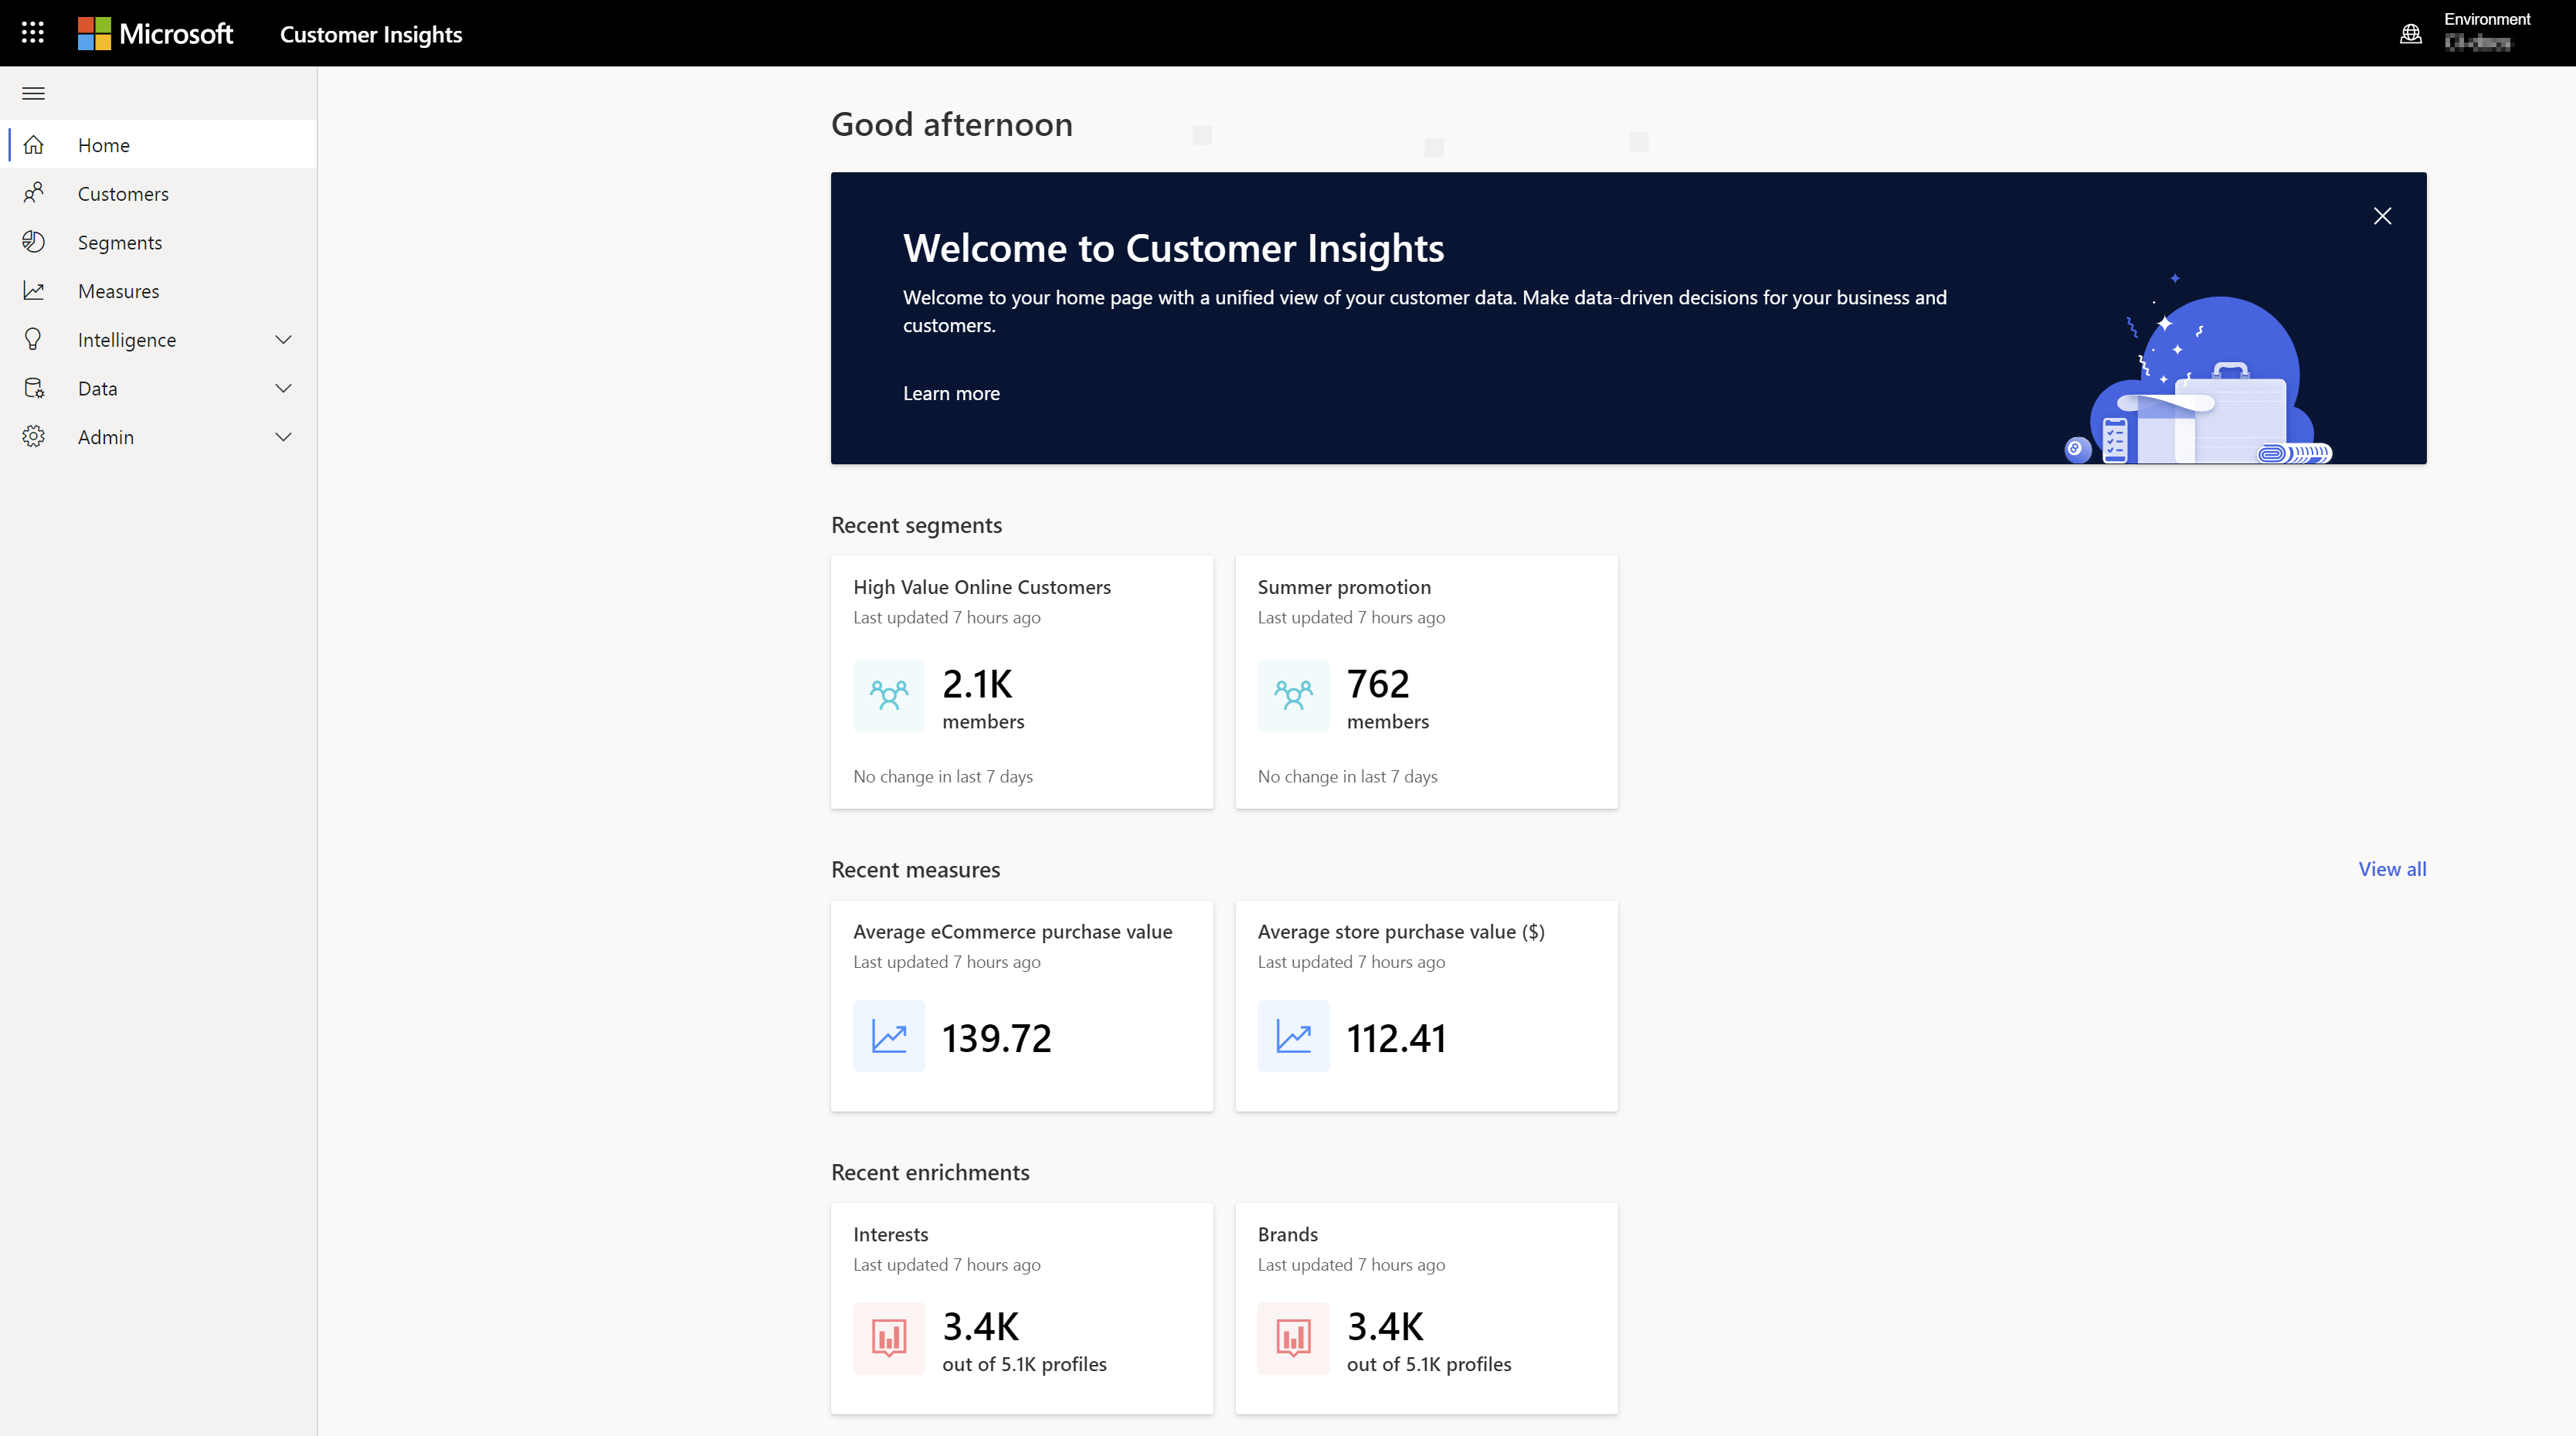 Microsoft
Customer Insights
Environment
Home
Customers
Segments
Measures
Intelligence
Data
Admin
Good afternoon
Welcome to Customer Insights
Welcome to your home page with a unified view of your customer data. Make data-driven decisions for your business and
customers.
Learn more
Recent segments
High Value Online Customers
Last updated 7 hours ago
2.1K
members
No change in last 7 days
Summer promotion
Last updated 7 hours ago
762
members
No change in last 7 days
Recent measures
View all
Average eCommerce purchase value
Last updated 7 hours ago
139.72
Average store purchase value ($)
Last updated 7 hours ago
112.41
Recent enrichments
Interests
Last updated 7 hours ago
3.4K
out of 5.1K profiles
Brands
Last updated 7 hours ago
3.4K
out of 5.1K profiles